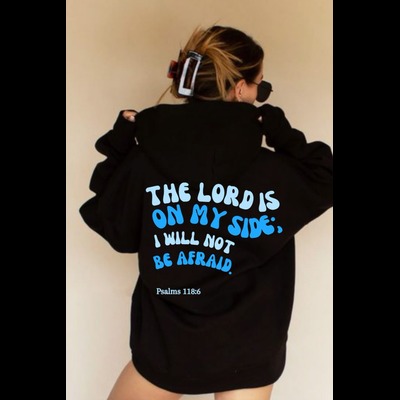 THE LORD IS
ON MY SIDE;
I WILL NOT
BE AFRAID.
Psalms 118:6